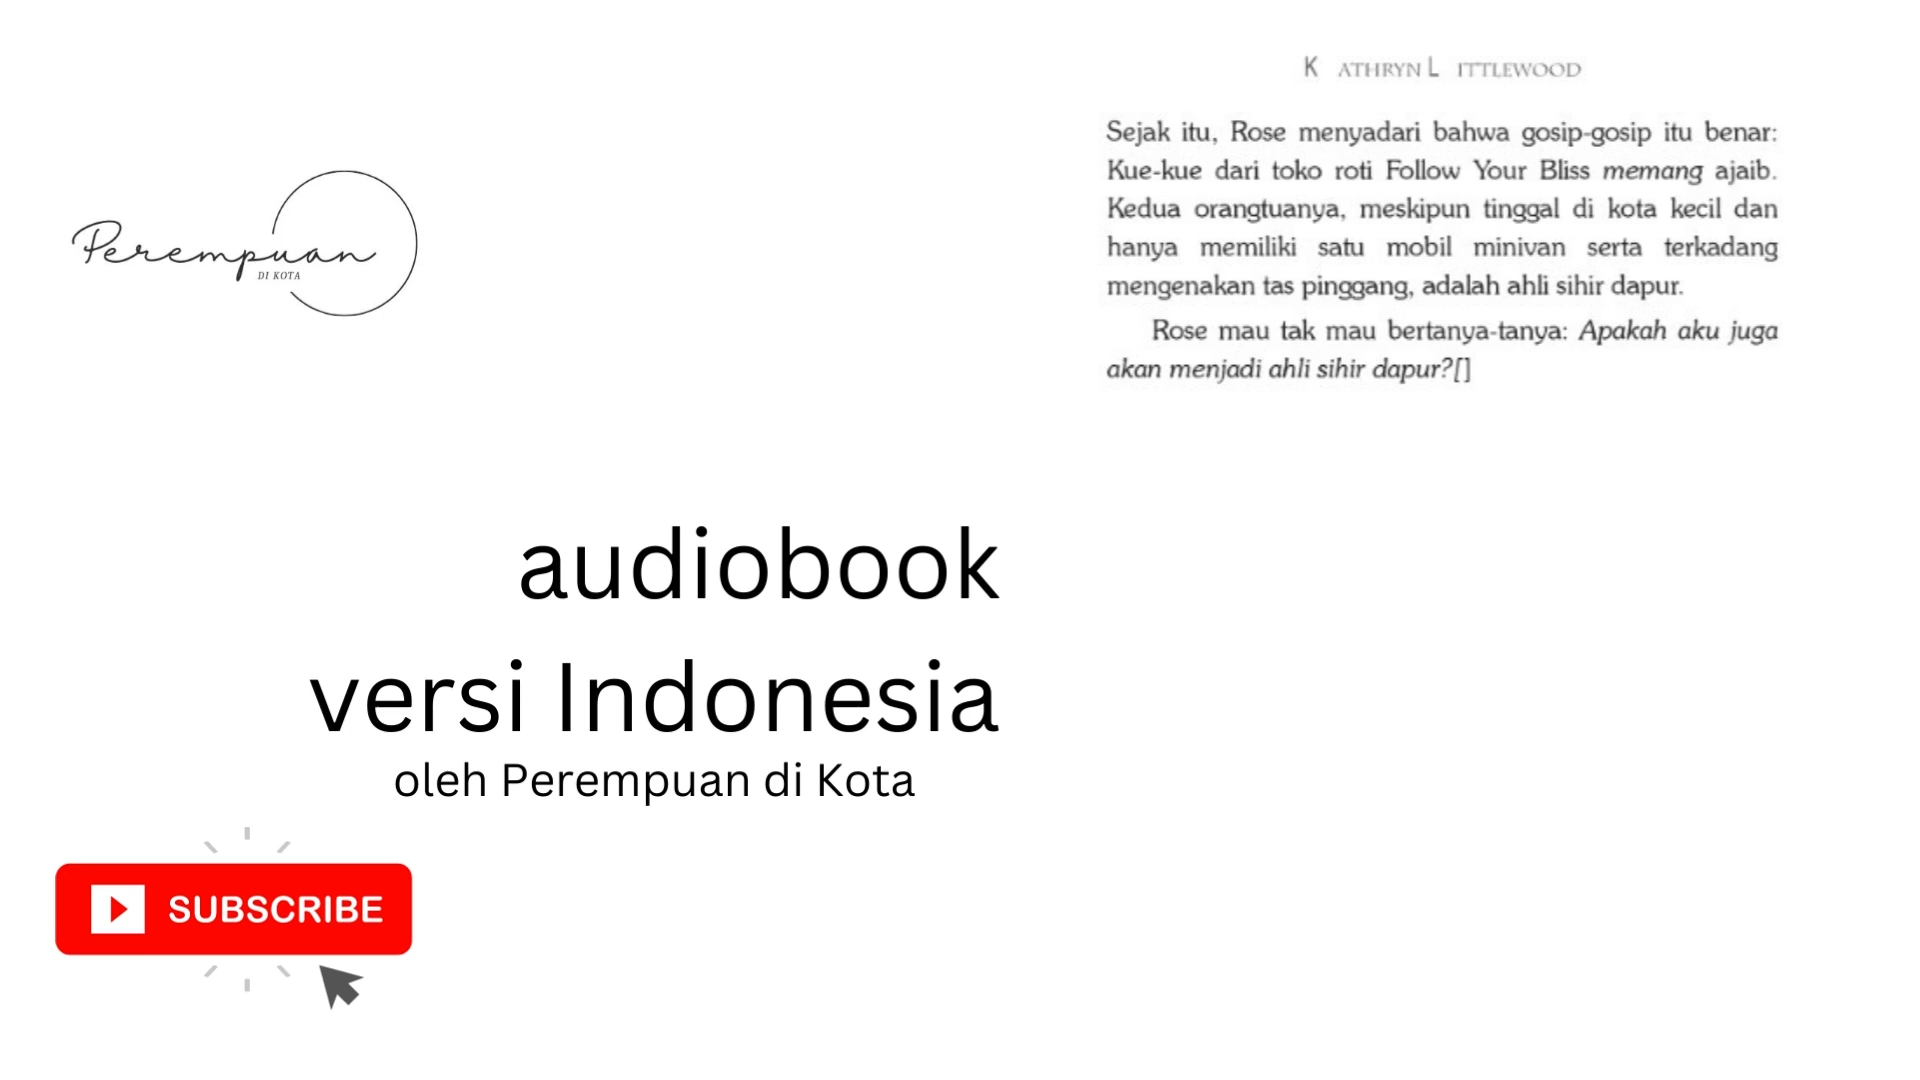 Perempuan
DI KOTA
KATHRYN LITTLEWOOD
Sejak itu, Rose menyadari bahwa gosip-gosip itu benar:
Kue-kue dari toko roti Follow Your Bliss memang ajaib.
Kedua orangtuanya, meskipun tinggal di kota kecil dan
hanya memiliki satu mobil minivan serta terkadang
mengenakan tas pinggang, adalah ahli sihir dapur.
Rose mau tak mau bertanya-tanya: Apakah aku juga
akan menjadi ahli sihir dapur?[]
audiobook
versi Indonesia
oleh Perempuan di Kota
SUBSCRIBE